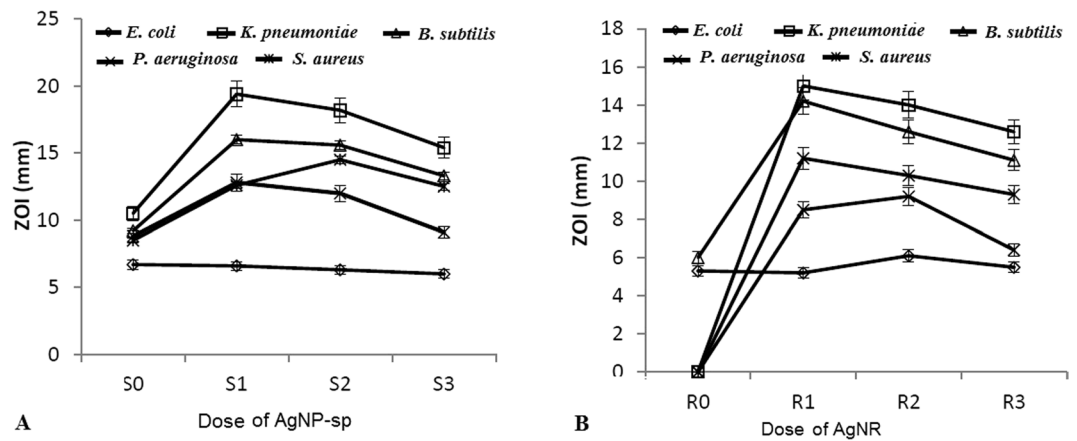 E. coli K. pneumoniae B. subtilis
P. aeruginosa S. aureus
ZOI (mm)
25
20
15
10
5
0
S0 S1 S2 S3
Dose of AgNP-sp
A
E. coli K. pneumoniae B. subtilis
P. aeruginosa S. aureus
ZOI (mm)
18
16
14
12
10
8
6
4
2
0
R0 R1 R2 R3
Dose of AgNR
B